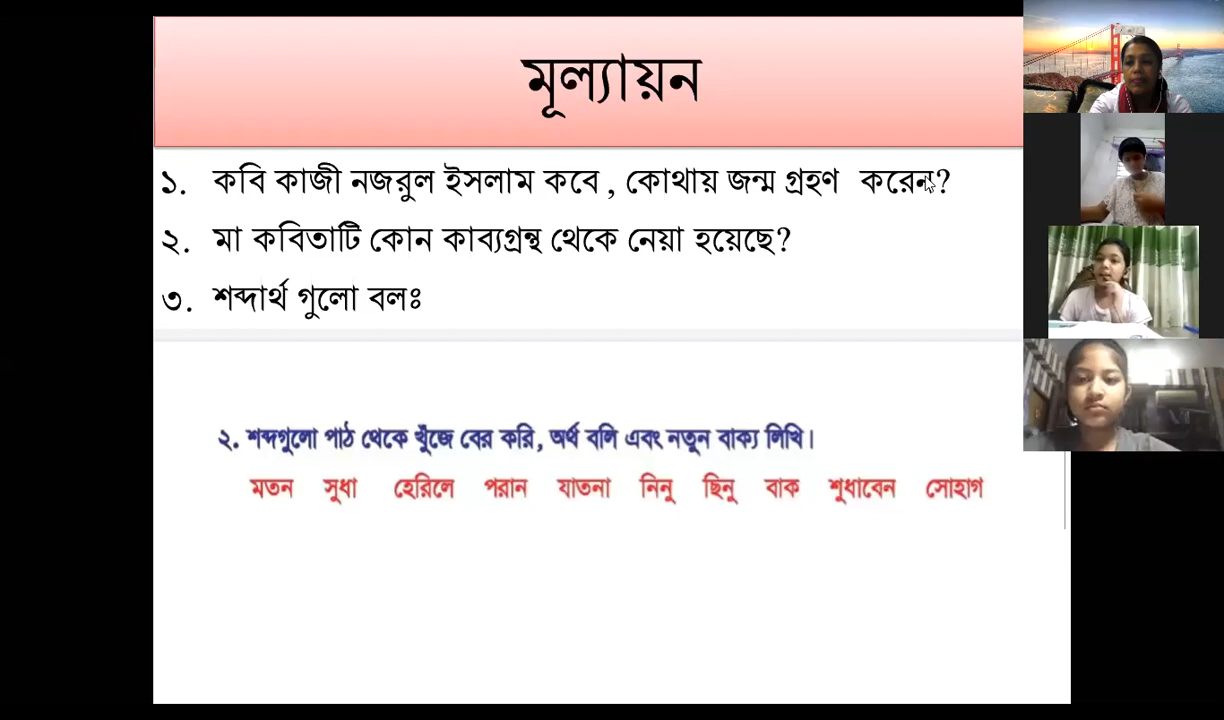 মূল্যায়ন
১. কবি কাজী নজরুল ইসলাম কবে , কোথায় জন্ম গ্রহণ করেন?
২. মা কবিতাটি কোন কাব্যগ্রন্থ থেকে নেয়া হয়েছে?
৩. শব্দার্থ গুলো বলঃ
২. শব্দগুলো পাঠ থেকে খুঁজে বের করি, অর্থ বলি এবং নতুন বাক্য লিখি।
মতন সুধা হেরিলে পরান যাতনা নিনু ছিনু বাক শুধাবেন সোহাগ